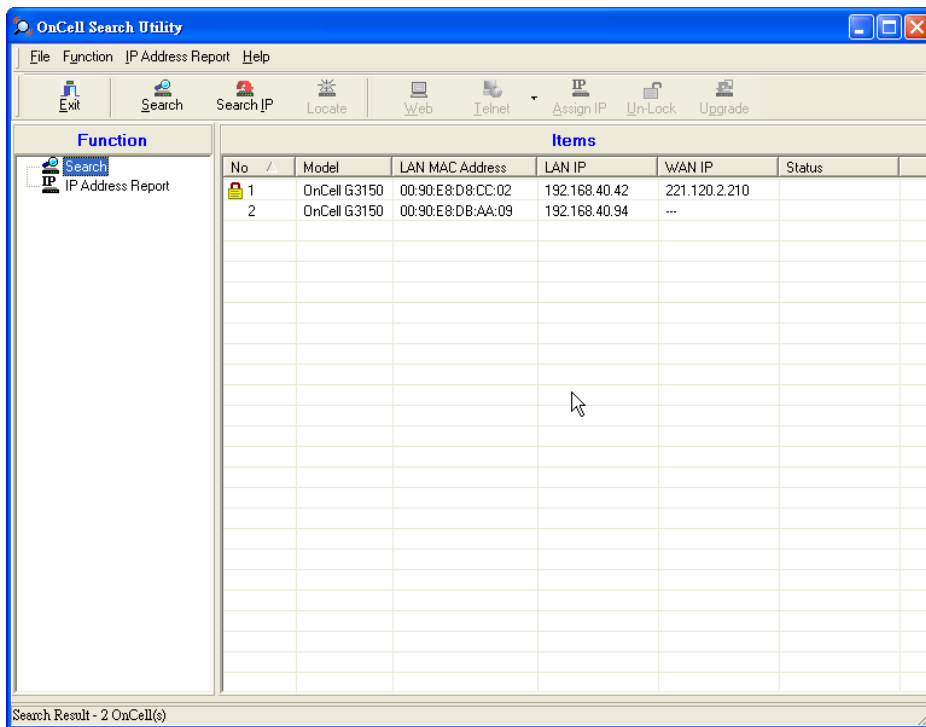 OnCell Search Utility
File Function IP Address Report Help
Exit Search Search IP Locate Web Telnet Assign IP Un-Lock Upgrade
Function
Search
IP IP Address Report
Items
No Model LAN MAC Address LAN IP WAN IP Status
1 OnCell G3150 00:90:E8:D8:CC:02 192.168.40.42 221.120.2.210
2 OnCell G3150 00:90:E8:DB:AA:09 192.168.40.94 ---
Search Result - 2 OnCell(s)